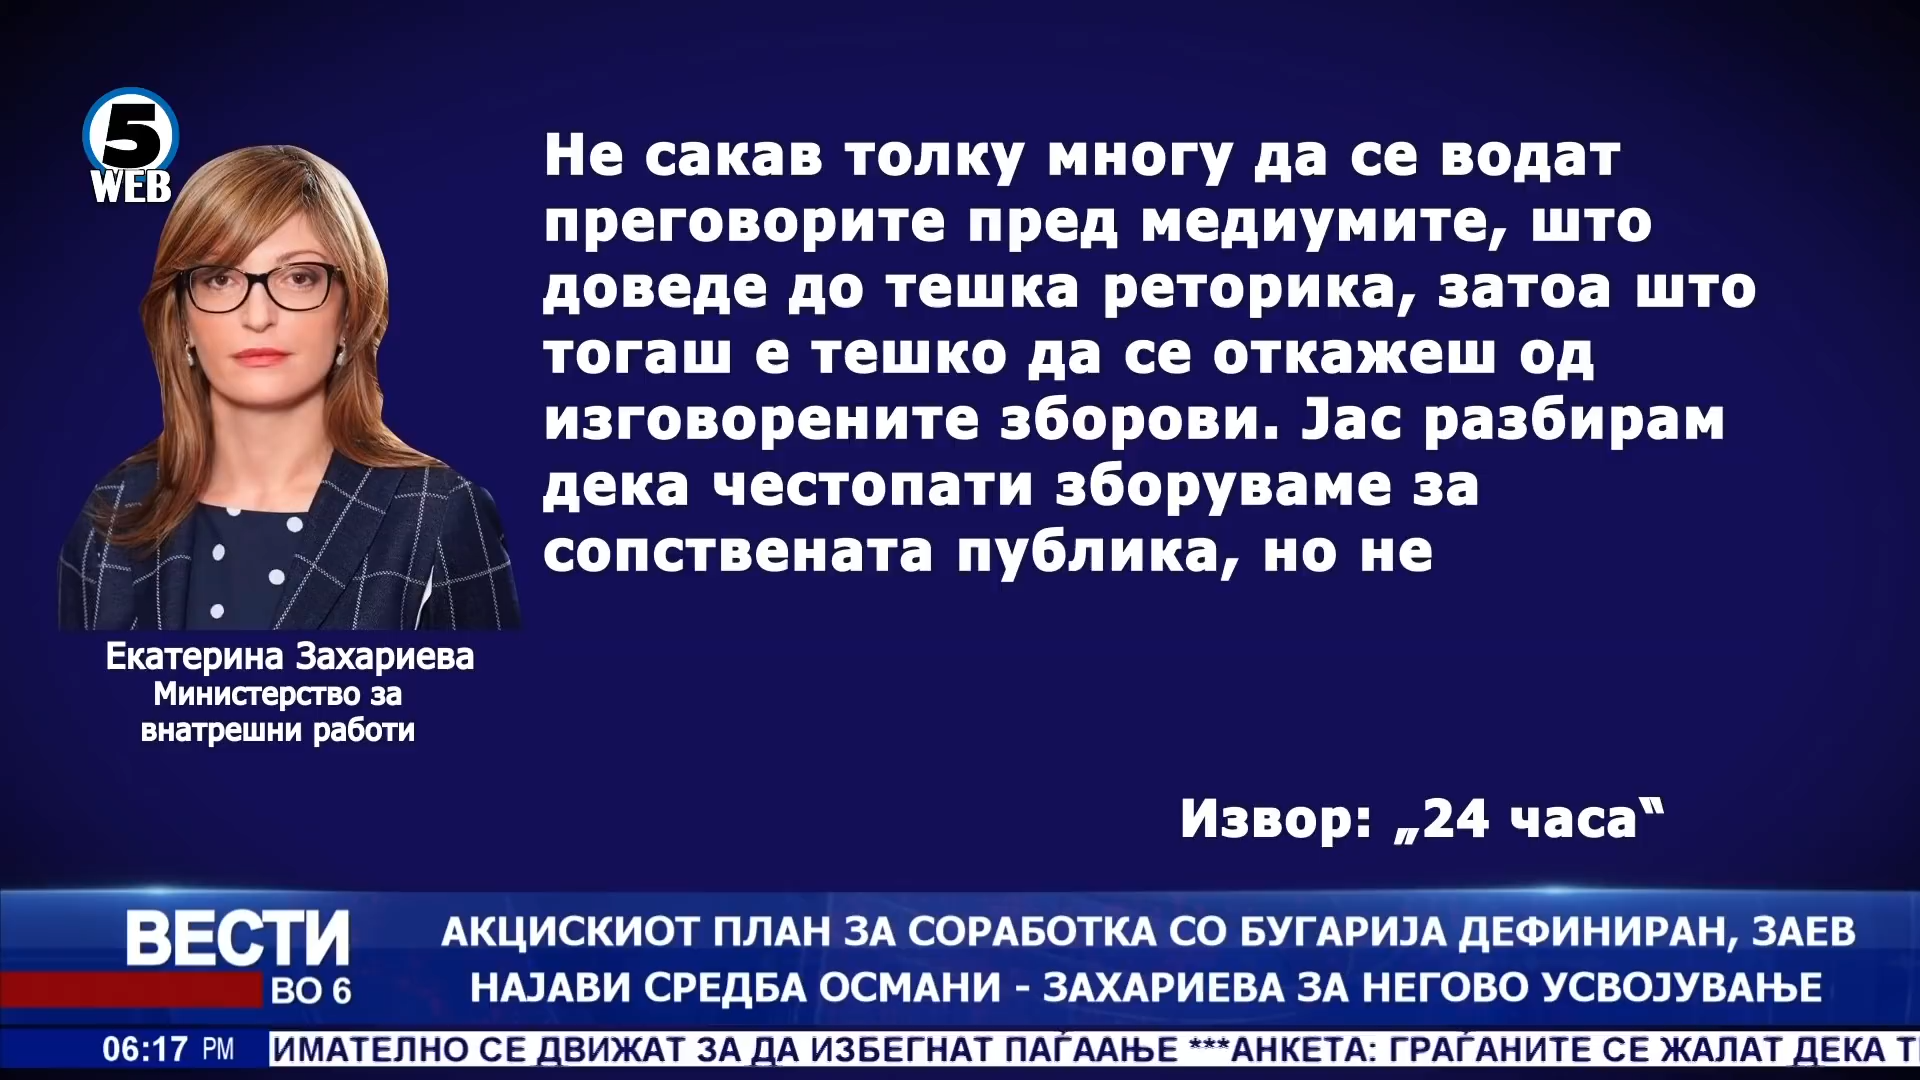 5
WEB
Не сакав толку многу да се водат
преговорите пред медиумите, што
доведе до тешка реторика, затоа што
тогаш е тешко да се откажеш од
изговорените зборови. Јас разбирам
дека честопати зборуваме за
сопствената публика, но не
Екатерина Захариева
Министерство за
внатрешни работи
Извор: „24 часа“
ВЕСТИ
ВО 6
АКЦИСКИОТ ПЛАН ЗА СОРАБОТКА СО БУГАРИЈА ДЕФИНИРАН, ЗАЕВ
НАЈАВИ СРЕДБА ОСМАНИ - ЗАХАРИЕВА ЗА НЕГОВО УСВОЈУВАЊЕ
06:17 PM
ИМАТЕЛНО СЕ ДВИЖАТ ЗА ДА ИЗБЕГНАТ ПАЃААЊЕ ***АНКЕТА: ГРАЃАНИТЕ СЕ ЖАЛАТ ДЕКА